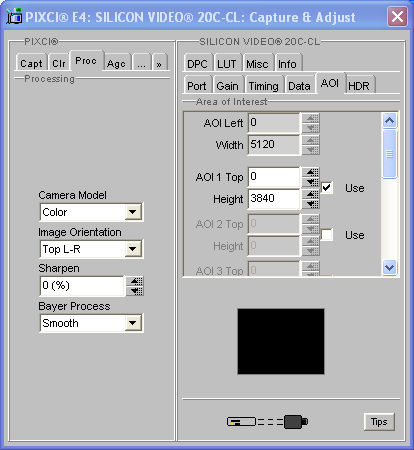 PIXCI® E4: SILICON VIDEO® 20C-CL: Capture & Adjust
PIXCI®
Capt Clr Proc Agc ... »
Processing
Camera Model
Color
Image Orientation
Top L-R
Sharpen
0 (%)
Bayer Process
Smooth
SILICON VIDEO® 20C-CL
DPC LUT Misc Info
Port Gain Timing Data AOI HDR
Area of Interest
AOI Left 0
Width 5120
AOI 1 Top 0
Use
Height 3840
AOI 2 Top 0
Use
Height 0
AOI 3 Top 0
Tips